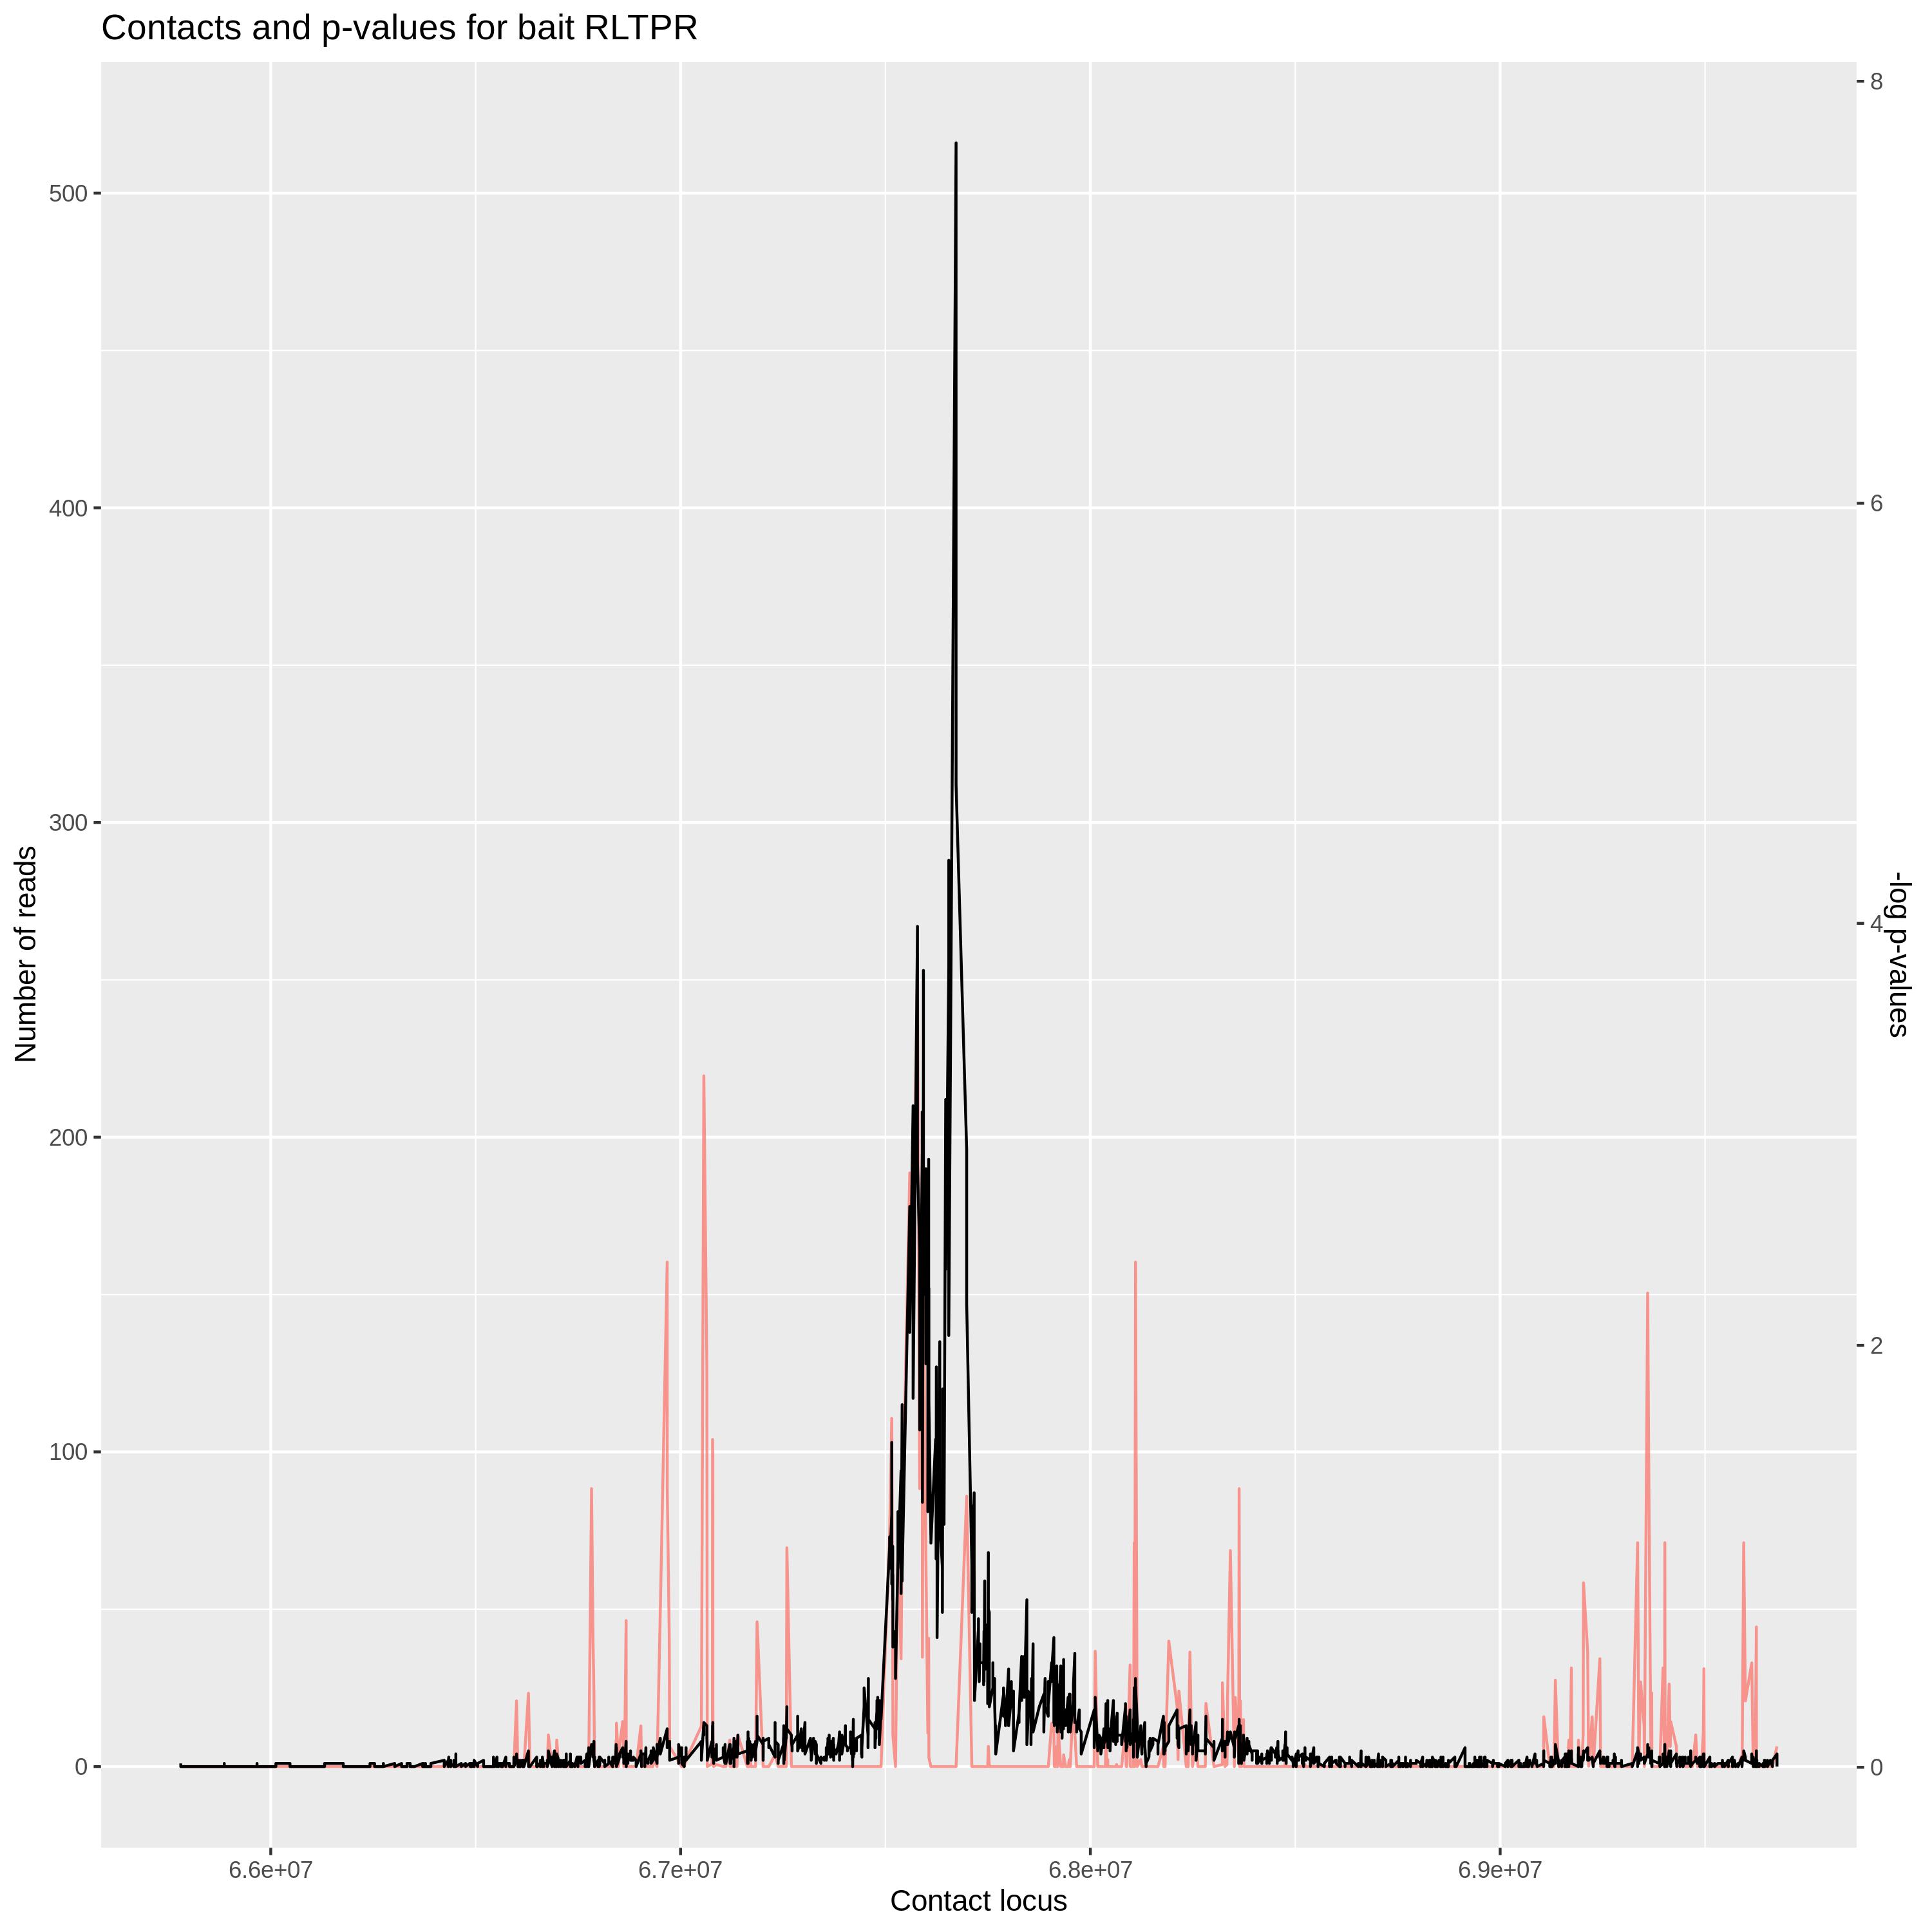 Contacts and p-values for bait RLTPR
500
400
300
200
100
0
Number of reads
8
6
4
2
0
-log p-values
6.6e+07
6.7e+07
6.8e+07
6.9e+07
Contact locus